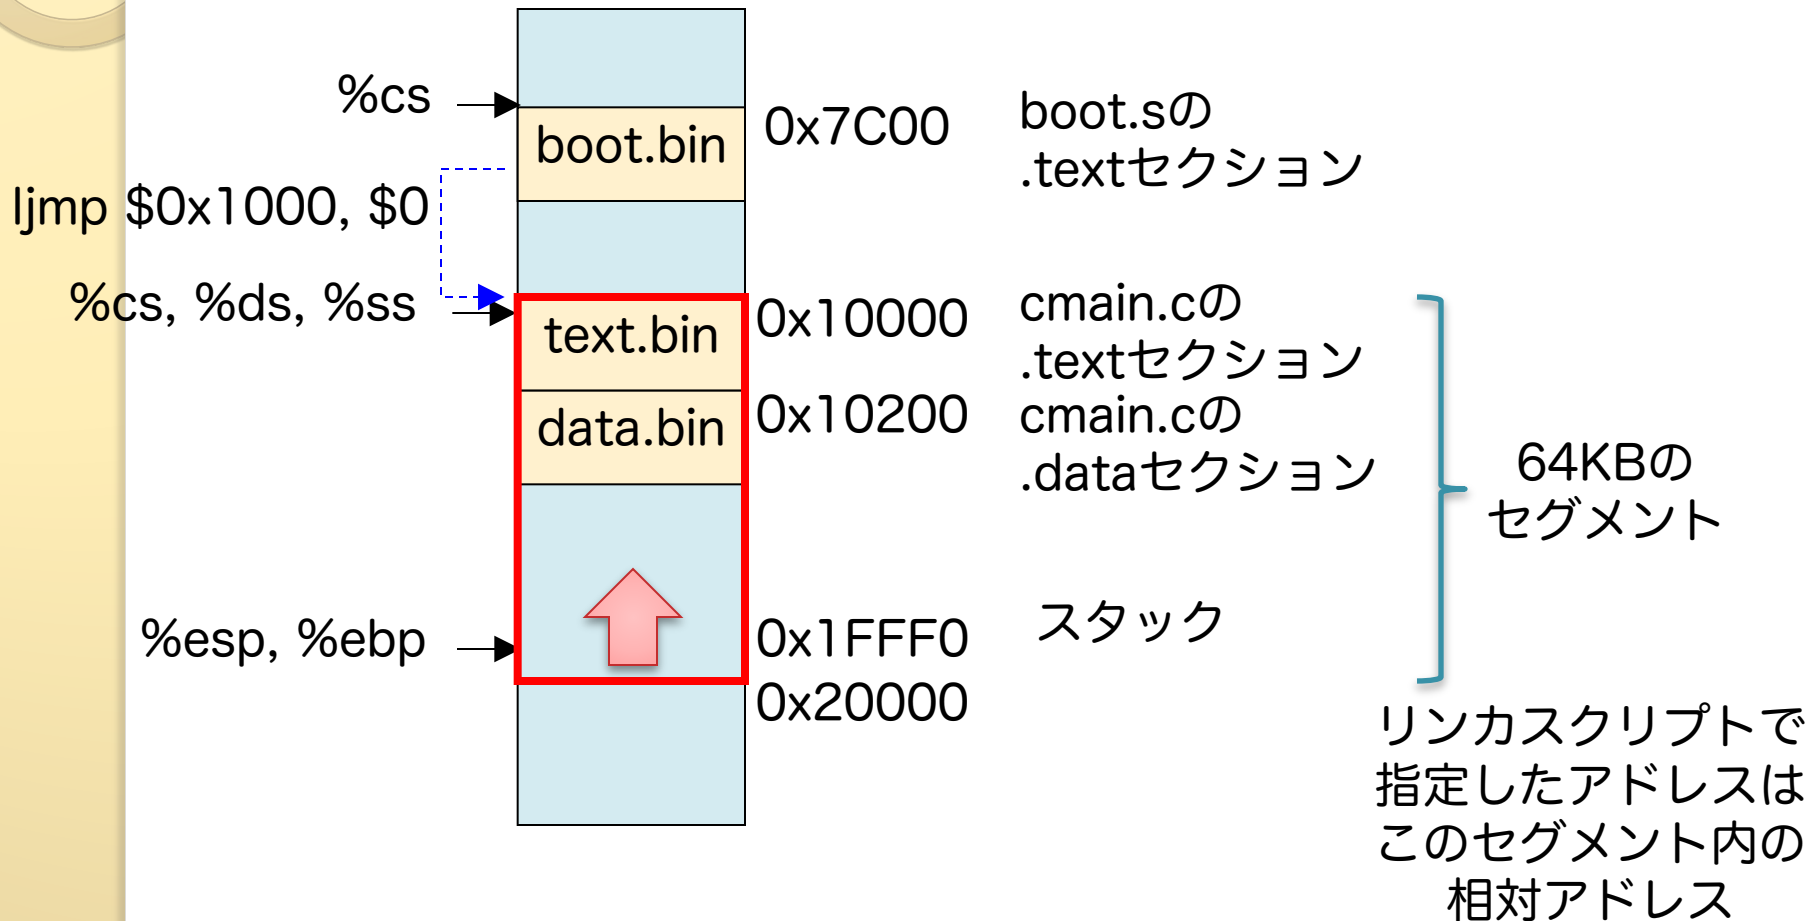 %cs
boot.bin
0x7C00
boot.sの
.textセクション
ljmp $0x1000, $0
%cs, %ds, %ss
text.bin
0x10000
cmain.cの
.textセクション
data.bin
0x10200
cmain.cの
.dataセクション
64KBの
セグメント
%esp, %ebp
0x1FFF0
スタック
0x20000
リンカスクリプトで
指定したアドレスは
このセグメント内の
相対アドレス